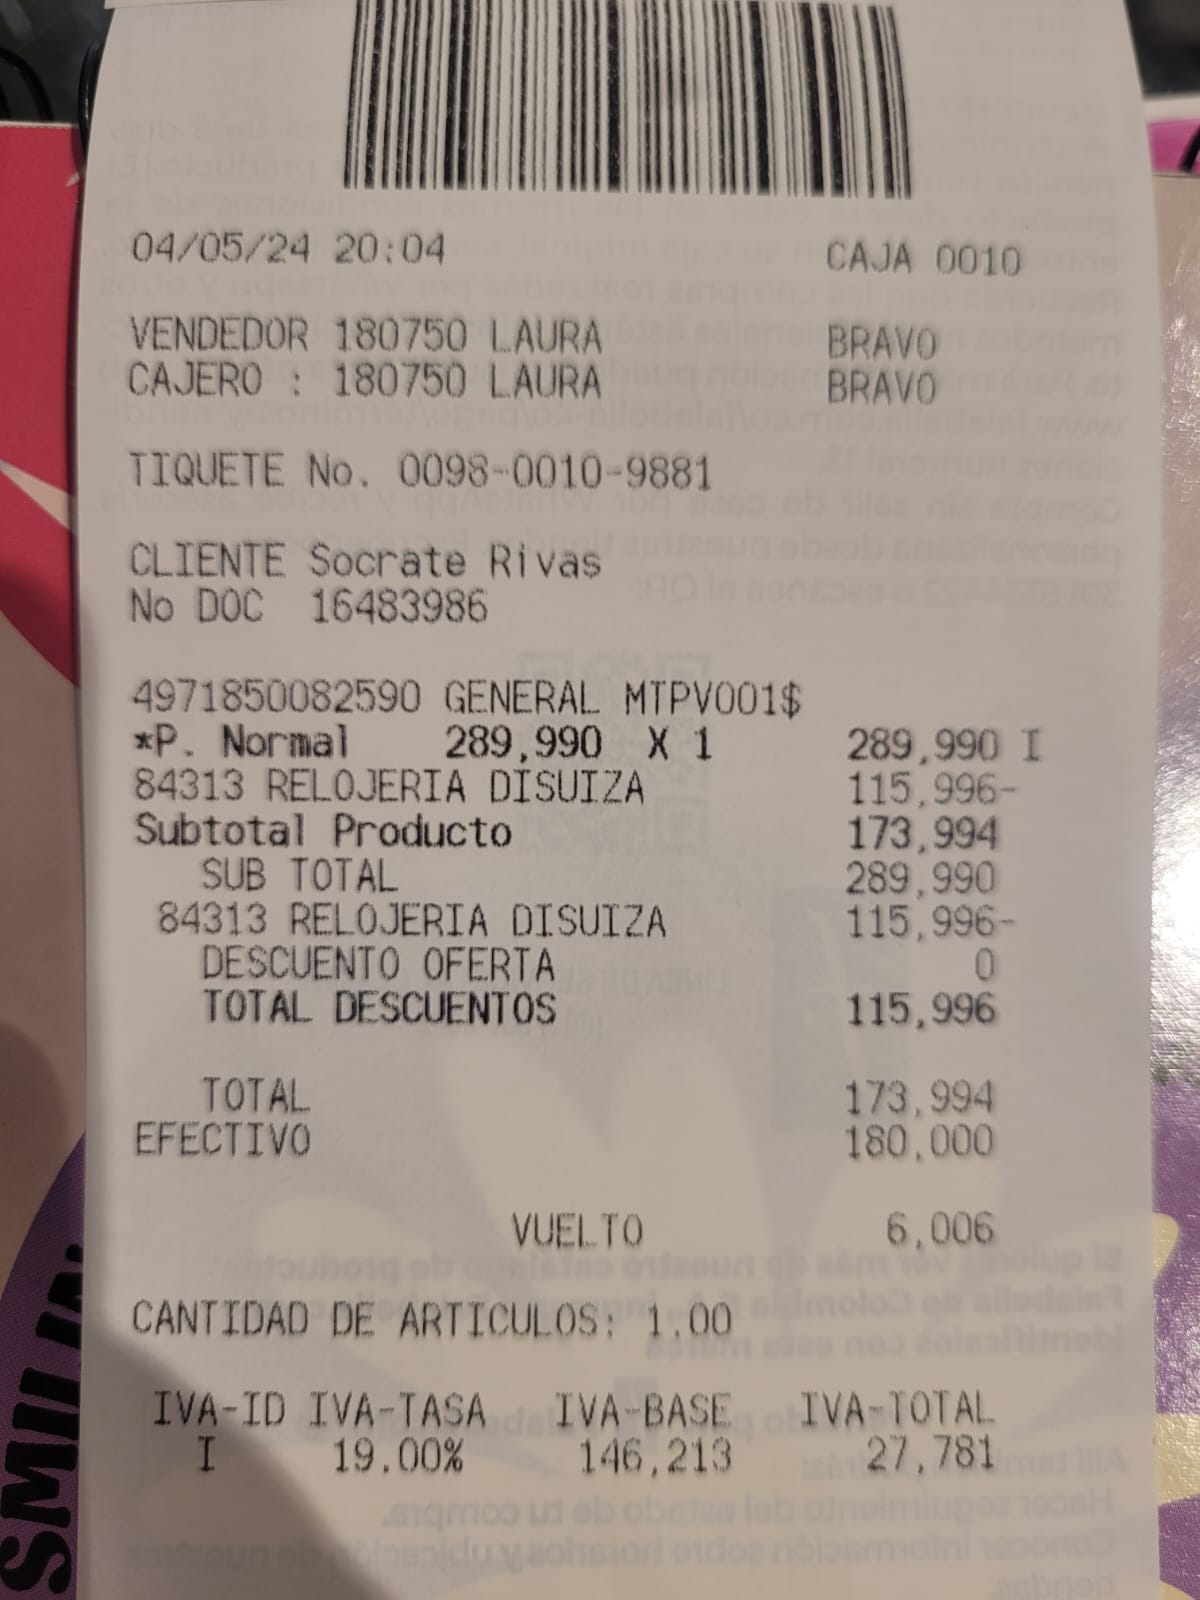 04/05/24 20:04 CAJA 0010
VENDEDOR 180750 LAURA BRAVO
CAJERO : 180750 LAURA BRAVO
TIQUETE No. 0098-0010-9881
CLIENTE Socrate Rivas
No DOC 16483986
4971850082590 GENERAL MTPV001$
*P. Normal 289,990 X 1 289,990 I
84313 RELOJERIA DISUIZA 115,996-
Subtotal Producto 173,994
SUB TOTAL 289,990
84313 RELOJERIA DISUIZA 115,996-
DESCUENTO OFERTA 0
TOTAL DESCUENTOS 115,996
TOTAL 173,994
EFECTIVO 180,000
VUELTO 6,006
CANTIDAD DE ARTICULOS: 1.00
IVA-ID IVA-TASA IVA-BASE IVA-TOTAL
I 19.00% 146,213 27,781